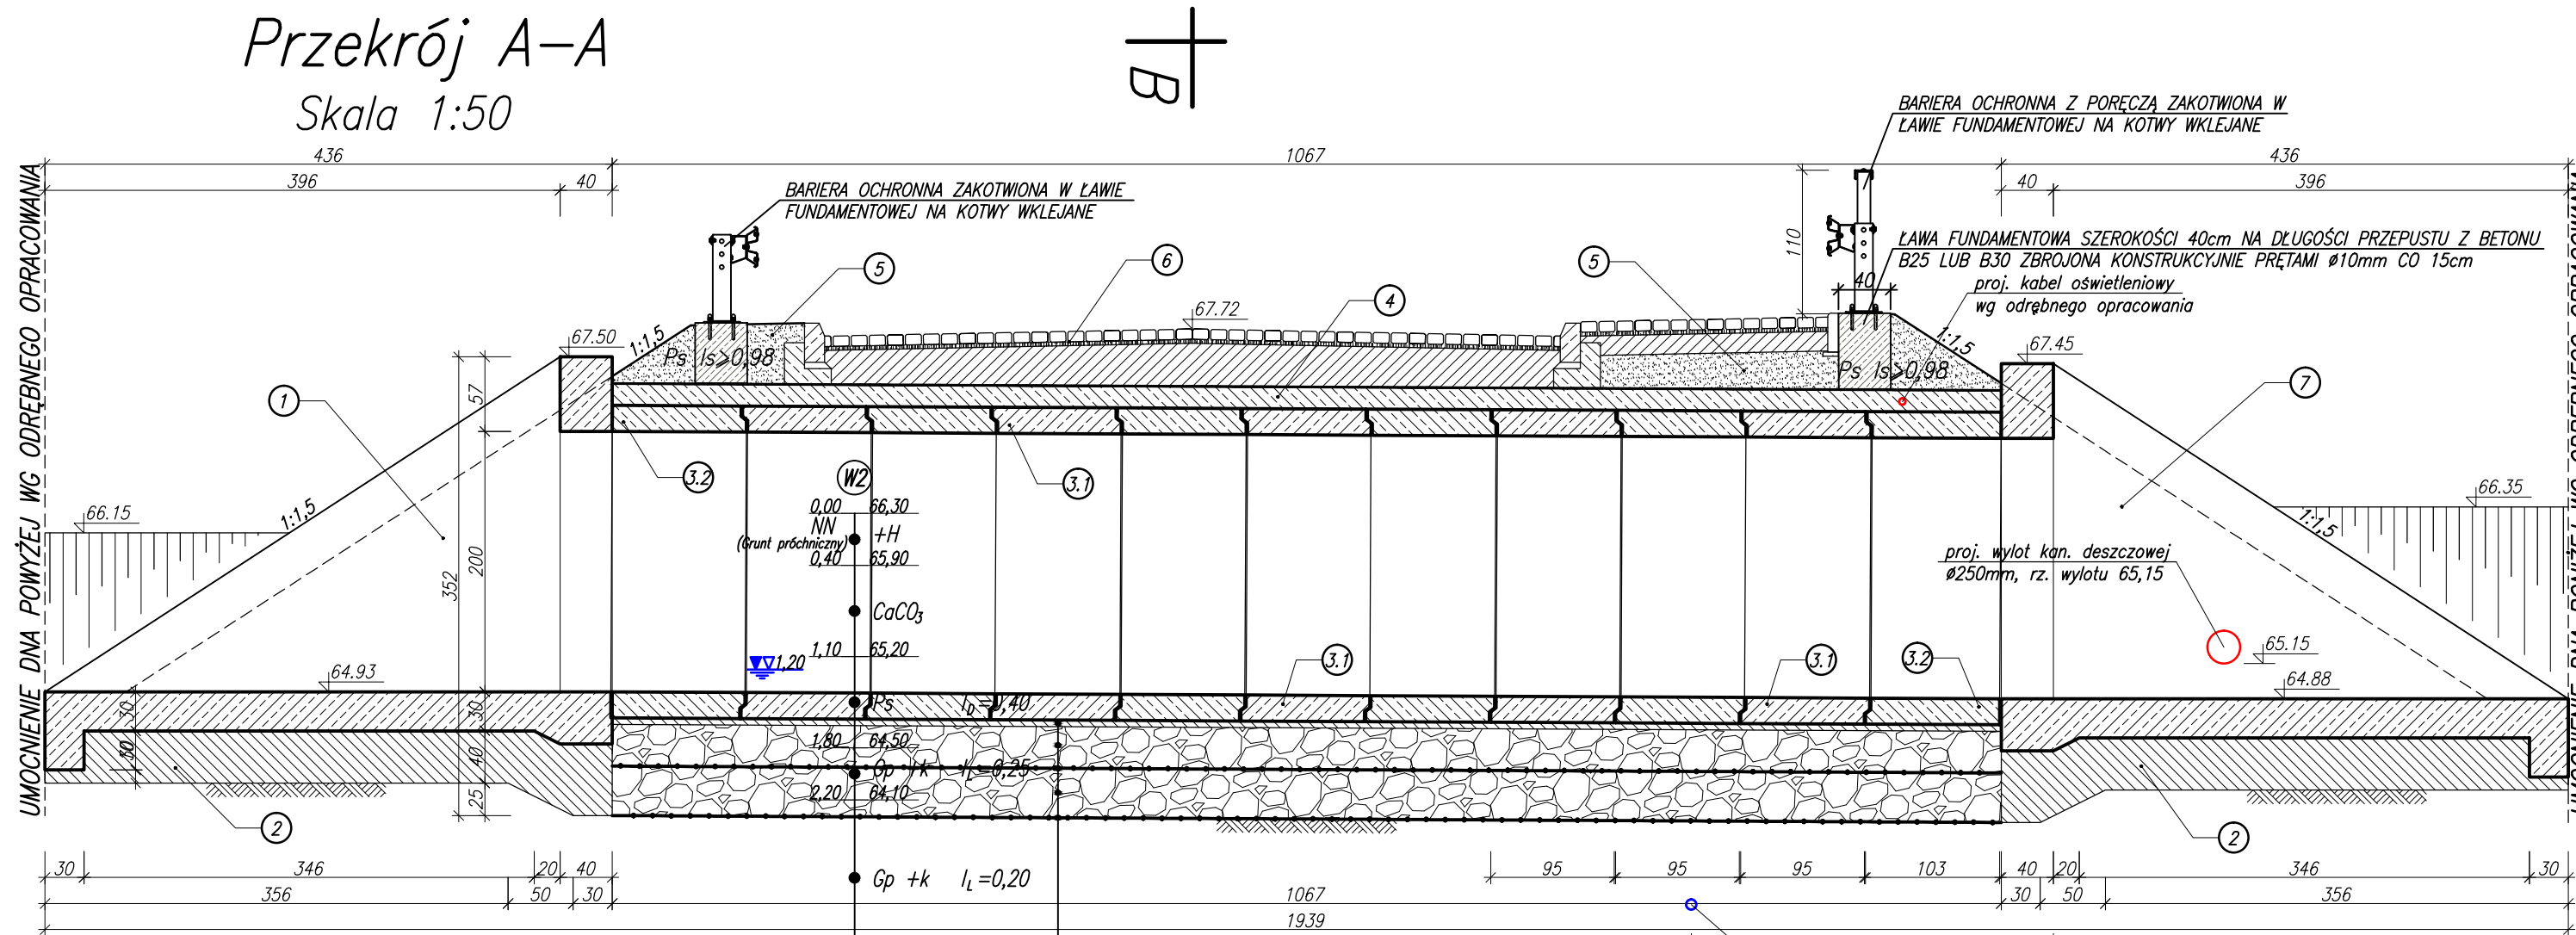 Przekrój A-A
Skala 1:50
B
BARIERA OCHRONNA Z PORĘCZĄ ZAKOTWIONA W
ŁAWIE FUNDAMENTOWEJ NA KOTWY WKLEJANE
436
1067
436
396
40
40
396
BARIERA OCHRONNA ZAKOTWIONA W ŁAWIE
FUNDAMENTOWEJ NA KOTWY WKLEJANE
110
ŁAWA FUNDAMENTOWA SZEROKOŚCI 40cm NA DŁUGOŚCI PRZEPUSTU Z BETONU
B25 LUB B30 ZBROJONA KONSTRUKCYJNIE PRĘTAMI ø10mm CO 15cm
5
6
5
4
40
proj. kabel oświetleniowy
wg odrębnego opracowania
67.72
67.50
1:1,5
Ps Is≥0,98
Ps Is≥0,98
1:1,5
67.45
1
57
7
3.2
3.1
W2
66.15
1:1,5
66.35
1:1,5
0,00 66,30
NN
+H
(Grunt próchniczny)
0,40 65,90
352
200
proj. wylot kan. deszczowej
ø250mm, rz. wylotu 65,15
CaCO3
1,10 65,20
1,20
3.1
3.1
3.2
65.15
64.93
64.88
30
30
Ps ID=0,40
1,80 64,50
40
Gp +k IL=0,25
2,20 64,10
25
2
2
30
346
20
40
95
95
95
103
40
20
346
30
Gp +k IL=0,20
356
50
30
1067
30
50
356
1939
UMOCNIENIE DNA POWYŻEJ WG ODRĘBNEGO OPRACOWANIA
UMOCNIENIE DNA PONIŻEJ WG ODRĘBNEGO OPRACOWANIA